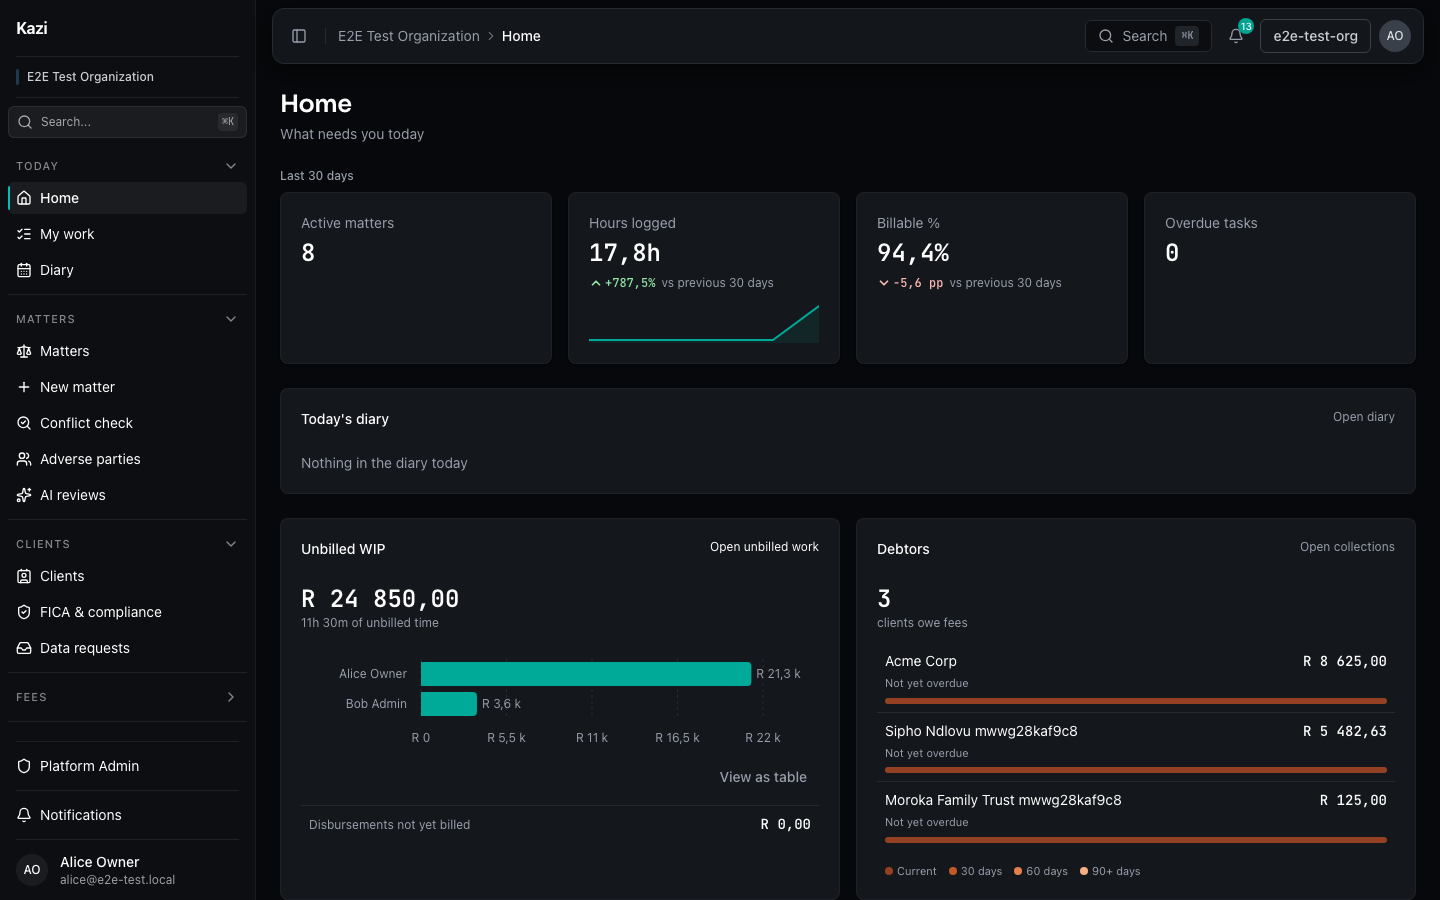 Kazi
E2E Test Organization
Search...
⌘K
TODAY
Home
My work
Diary
MATTERS
Matters
New matter
Conflict check
Adverse parties
AI reviews
CLIENTS
Clients
FICA & compliance
Data requests
FEES
Platform Admin
Notifications
AO
Alice Owner
alice@e2e-test.local
E2E Test Organization > Home
Search ⌘K
13
e2e-test-org
AO
Home
What needs you today
Last 30 days
Active matters
8
Hours logged
17,8h
+787,5% vs previous 30 days
Billable %
94,4%
-5,6 pp vs previous 30 days
Overdue tasks
0
Today's diary
Open diary
Nothing in the diary today
Unbilled WIP
Open unbilled work
R 24 850,00
11h 30m of unbilled time
Alice Owner R 21,3 k
Bob Admin R 3,6 k
R 0 R 5,5 k R 11 k R 16,5 k R 22 k
View as table
Disbursements not yet billed R 0,00
Debtors
Open collections
3
clients owe fees
Acme Corp R 8 625,00
Not yet overdue
Sipho Ndlovu mwwg28kaf9c8 R 5 482,63
Not yet overdue
Moroka Family Trust mwwg28kaf9c8 R 125,00
Not yet overdue
Current 30 days 60 days 90+ days